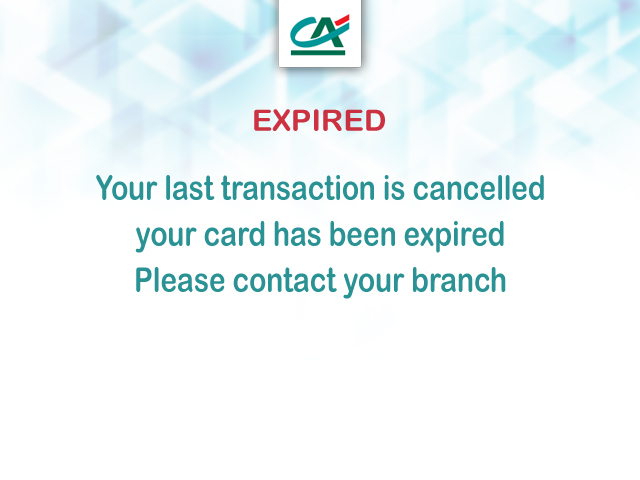 CA
EXPIRED
Your last transaction is cancelled
your card has been expired
Please contact your branch